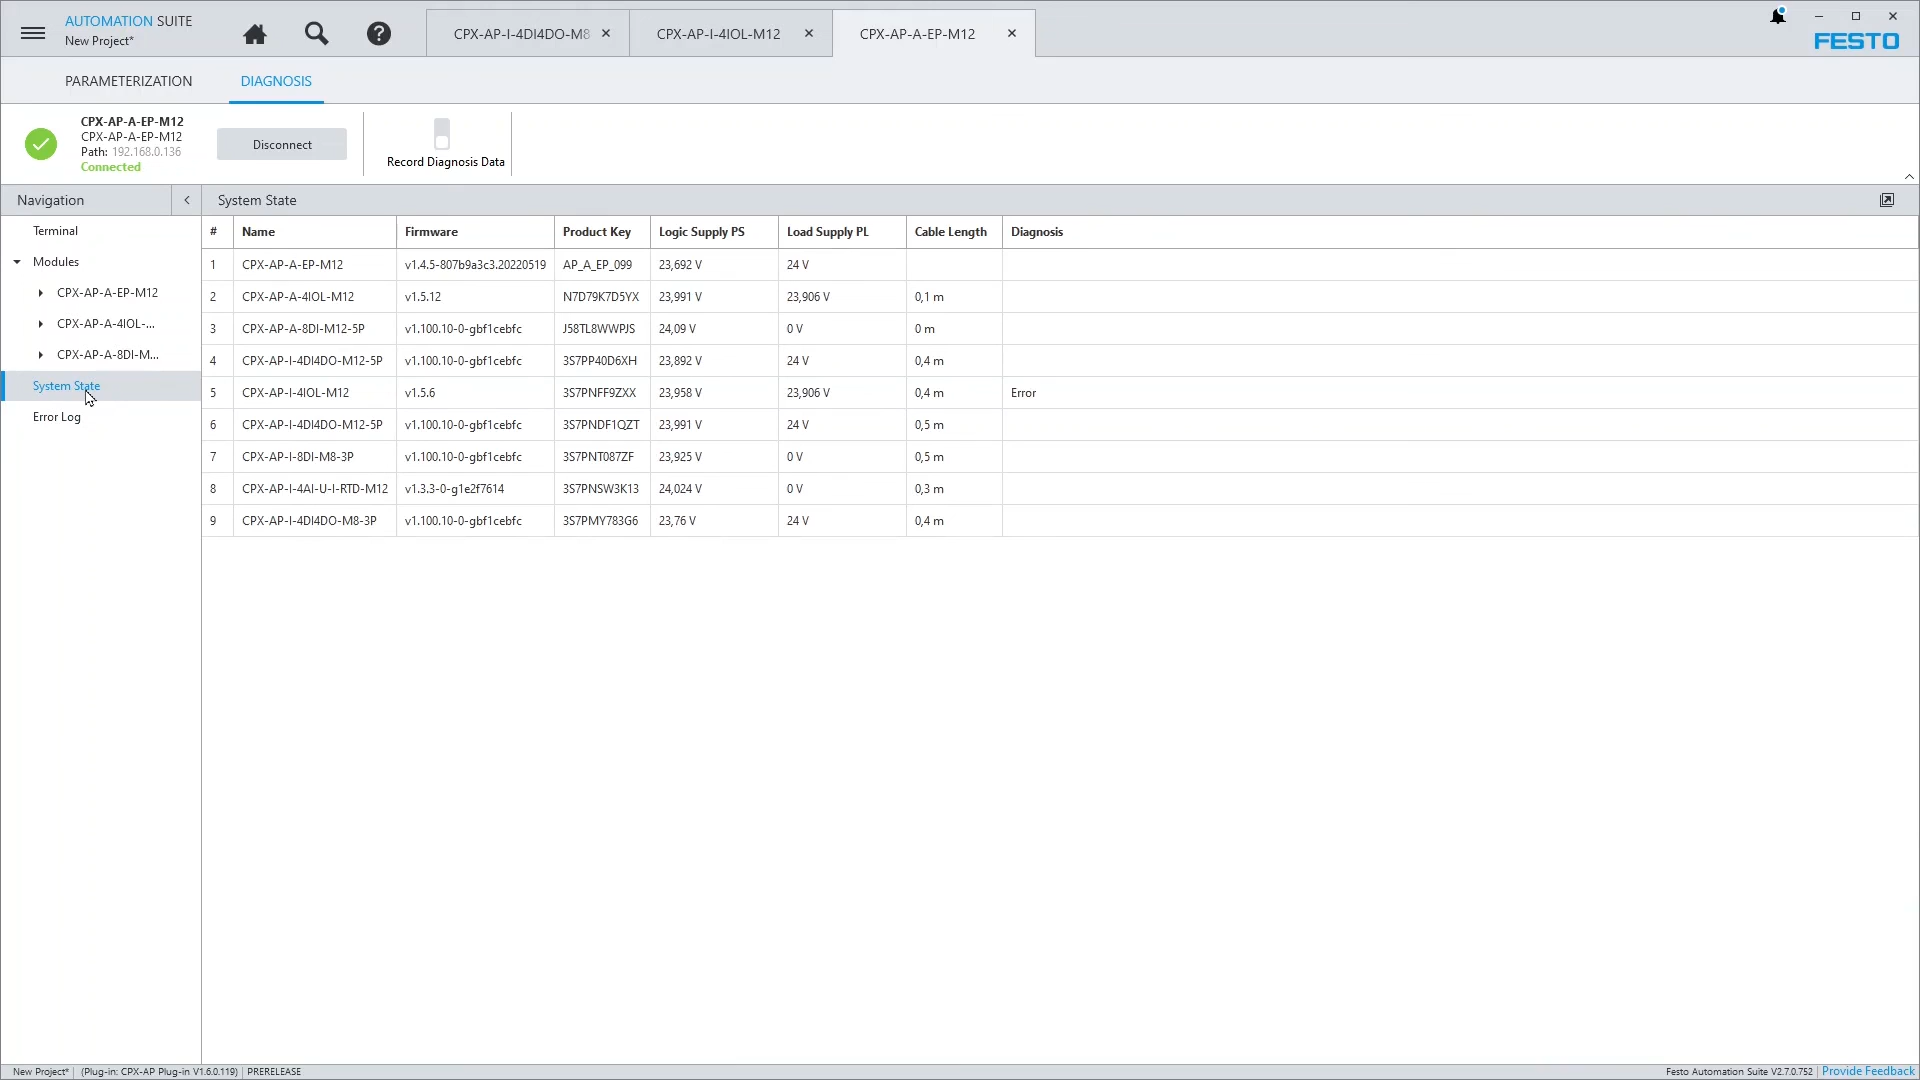 AUTOMATION SUITE
New Project*
CPX-AP-I-4DI4DO-M8
CPX-AP-I-4IOL-M12
CPX-AP-A-EP-M12
FESTO
PARAMETERIZATION
DIAGNOSIS
CPX-AP-A-EP-M12
CPX-AP-A-EP-M12
Path: 192.168.0.136
Connected
Disconnect
Record Diagnosis Data
Navigation
System State
Terminal
Modules
CPX-AP-A-EP-M12
CPX-AP-A-4IOL-...
CPX-AP-A-8DI-M...
System State
Error Log
# Name Firmware Product Key Logic Supply PS Load Supply PL Cable Length Diagnosis
1 CPX-AP-A-EP-M12 v1.4.5-807b9a3c3.20220519 AP_A_EP_099 23,692 V 24 V
2 CPX-AP-A-4IOL-M12 v1.5.12 N7D79K7D5YX 23,991 V 23,906 V 0,1 m
3 CPX-AP-A-8DI-M12-5P v1.100.10-0-gbf1cebfc J58TL8WWPJS 24,09 V 0 V 0 m
4 CPX-AP-I-4DI4DO-M12-5P v1.100.10-0-gbf1cebfc 3S7PP40D6XH 23,892 V 24 V 0,4 m
5 CPX-AP-I-4IOL-M12 v1.5.6 3S7PNFF9ZXX 23,958 V 23,906 V 0,4 m Error
6 CPX-AP-I-4DI4DO-M12-5P v1.100.10-0-gbf1cebfc 3S7PNDF1QZT 23,991 V 24 V 0,5 m
7 CPX-AP-I-8DI-M8-3P v1.100.10-0-gbf1cebfc 3S7PNT087ZF 23,925 V 0 V 0,5 m
8 CPX-AP-I-4AI-U-I-RTD-M12 v1.3.3-0-g1e2f7614 3S7PNSW3K13 24,024 V 0 V 0,3 m
9 CPX-AP-I-4DI4DO-M8-3P v1.100.10-0-gbf1cebfc 3S7PMY783G6 23,76 V 24 V 0,4 m
New Project* (Plug-in: CPX-AP Plug-in V1.6.0.119) PRERELEASE
Festo Automation Suite V2.7.0.752 Provide Feedback